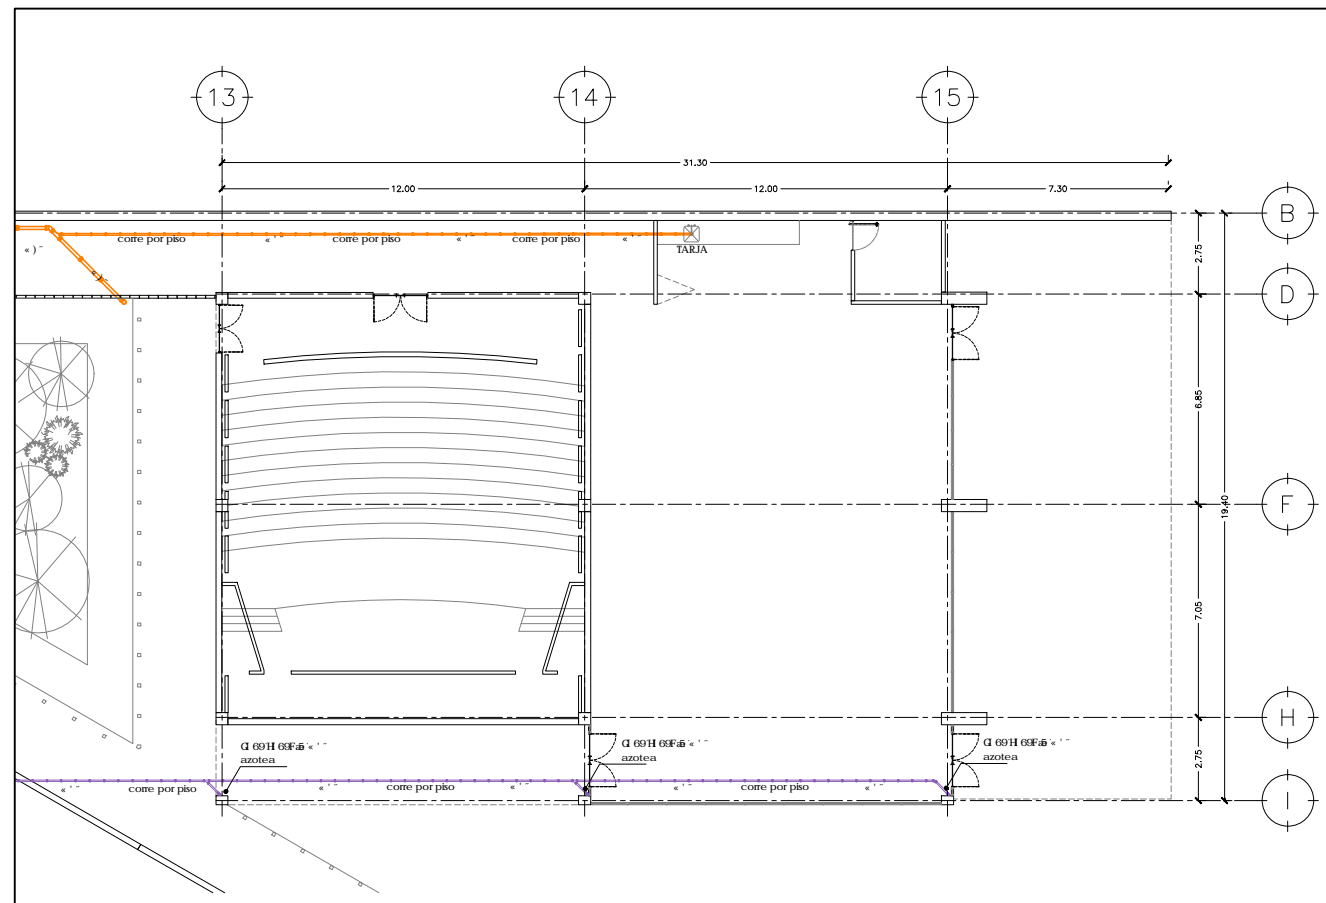 13 14 15
31.30
12.00 12.00 7.30
B
corre por piso corre por piso corre por piso
TARJA
2.75
D
6.85
F
19.40
7.05
H
azotea azotea azotea
2.75
corre por piso corre por piso corre por piso
I